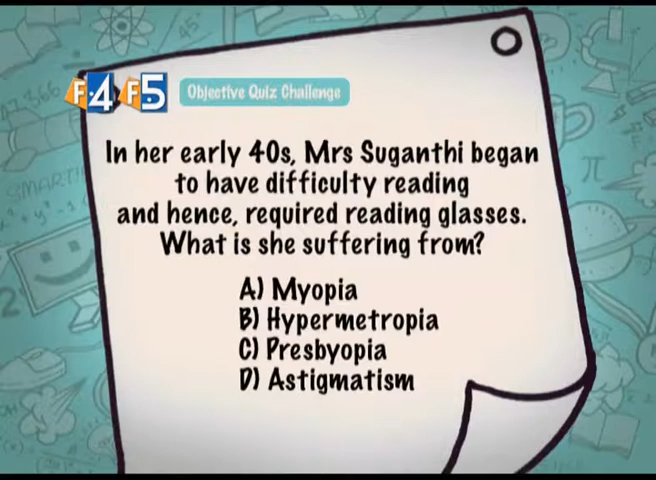 F4 F5 Objective Quiz Challenge
In her early 40s, Mrs Suganthi began
to have difficulty reading
and hence, required reading glasses.
What is she suffering from?
A) Myopia
B) Hypermetropia
C) Presbyopia
D) Astigmatism